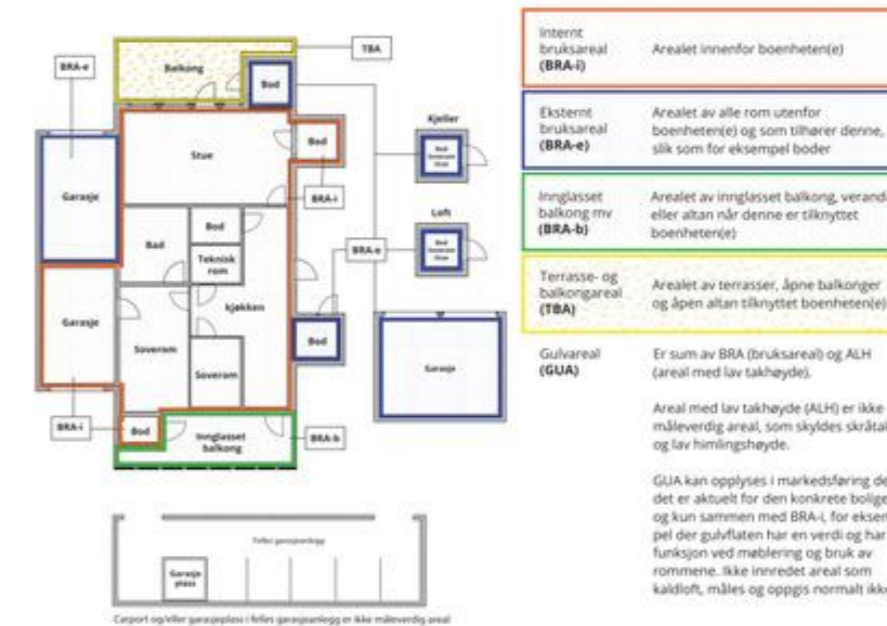 TBA
BRA-e
Balkong
Bod
Kjeller
Stue
Bod
Bod
Garasje
BRA-i
Loft
Bad
Bod
Teknisk
rom
BRA-e
Bod
Garasje
kjøkken
Soverom
Bod
Garasje
Soverom
BRA-i
Bod
Innglasset
balkong
BRA-b
Felles garasjeanlegg
Garasje
plass
Carport og/eller garasjeplass i felles garasjeanlegg er ikke måleverdig areal
Internt
bruksareal
(BRA-i)
Arealet innenfor boenheten(e)
Eksternt
bruksareal
(BRA-e)
Arealet av alle rom utenfor
boenheten(e) og som tilhører denne,
slik som for eksempel boder
Innglasset
balkong mv
(BRA-b)
Arealet av innglasset balkong, verand
eller altan når denne er tilknyttet
boenheten(e)
Terrasse- og
balkongareal
(TBA)
Arealet av terrasser, åpne balkonger
og åpen altan tilknyttet boenheten(e)
Gulvareal
(GUA)
Er sum av BRA (bruksareal) og ALH
(areal med lav takhøyde).
Areal med lav takhøyde (ALH) er ikke
måleverdig areal, som skyldes skråtak
og lav himlingshøyde.
GUA kan opplyses i markedsføring de
det er aktuelt for den konkrete bolige
og kun sammen med BRA-i, for eksem
pel der gulvflaten har en verdi og har
funksjon ved møblering og bruk av
rommene. Ikke innredet areal som
kaldloft, måles og oppgis normalt ikke